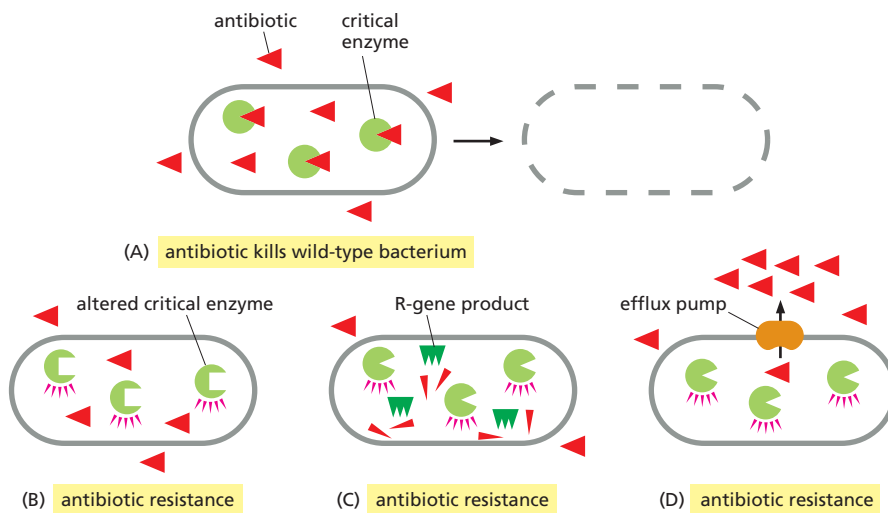 antibiotic
critical
enzyme
(A) antibiotic kills wild-type bacterium
altered critical enzyme
R-gene product
efflux pump
(B) antibiotic resistance
(C) antibiotic resistance
(D) antibiotic resistance